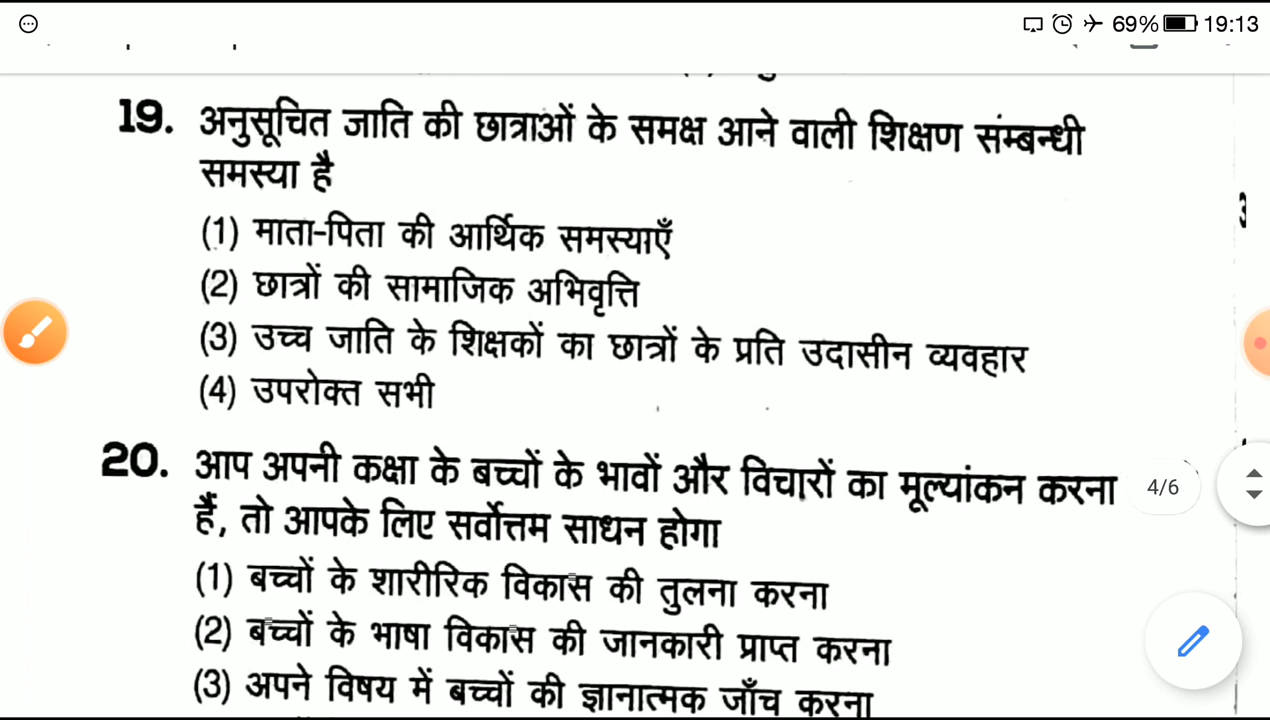 69% 19:13
19. अनुसूचित जाति की छात्राओं के समक्ष आने वाली शिक्षण संम्बन्धी
समस्या है
(1) माता-पिता की आर्थिक समस्याएँ
(2) छात्रों की सामाजिक अभिवृत्ति
(3) उच्च जाति के शिक्षकों का छात्रों के प्रति उदासीन व्यवहार
(4) उपरोक्त सभी
20. आप अपनी कक्षा के बच्चों के भावों और विचारों का मूल्यांकन करना
हैं, तो आपके लिए सर्वोत्तम साधन होगा
4/6
(1) बच्चों के शारीरिक विकास की तुलना करना
(2) बच्चों के भाषा विकास की जानकारी प्राप्त करना
(3) अपने विषय में बच्चों की ज्ञानात्मक जाँच करना